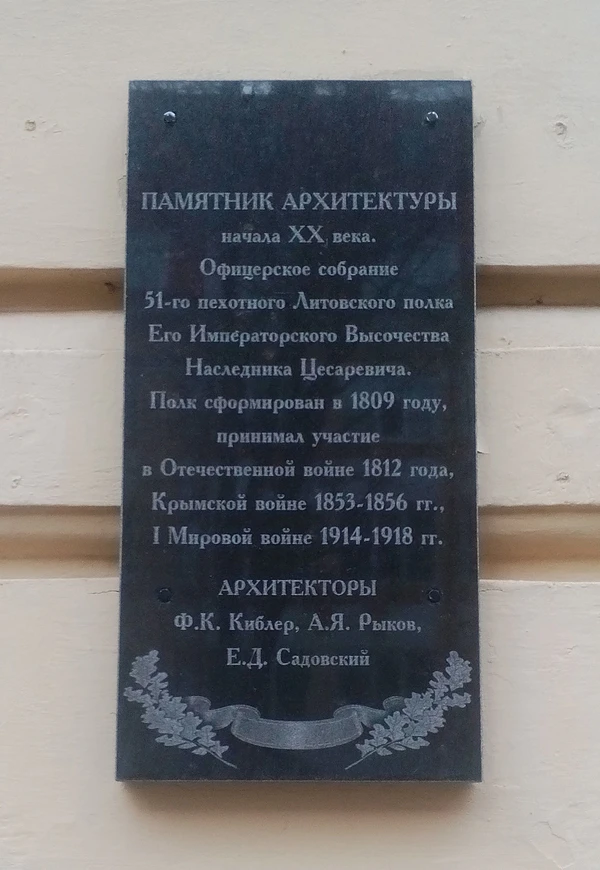 ПАМЯТНИК АРХИТЕКТУРЫ
начала XX века.
Офицерское собрание
51-го пехотного Литовского полка
Его Императорского Высочества
Наследника Цесаревича.
Полк сформирован в 1809 году,
принимал участие
в Отечественной войне 1812 года,
Крымской войне 1853-1856 гг.,
I Мировой войне 1914-1918 гг.
АРХИТЕКТОРЫ
Ф.К. Киблер, А.Я. Рыков,
Е.Д. Садовский